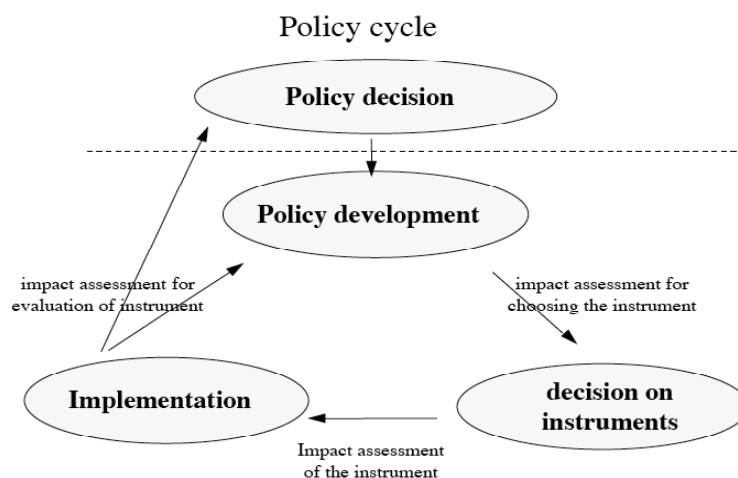 Policy cycle
Policy decision
Policy development
impact assessment for
evaluation of instrument
impact assessment for
choosing the instrument
Implementation
decision on
instruments
Impact assessment
of the instrument